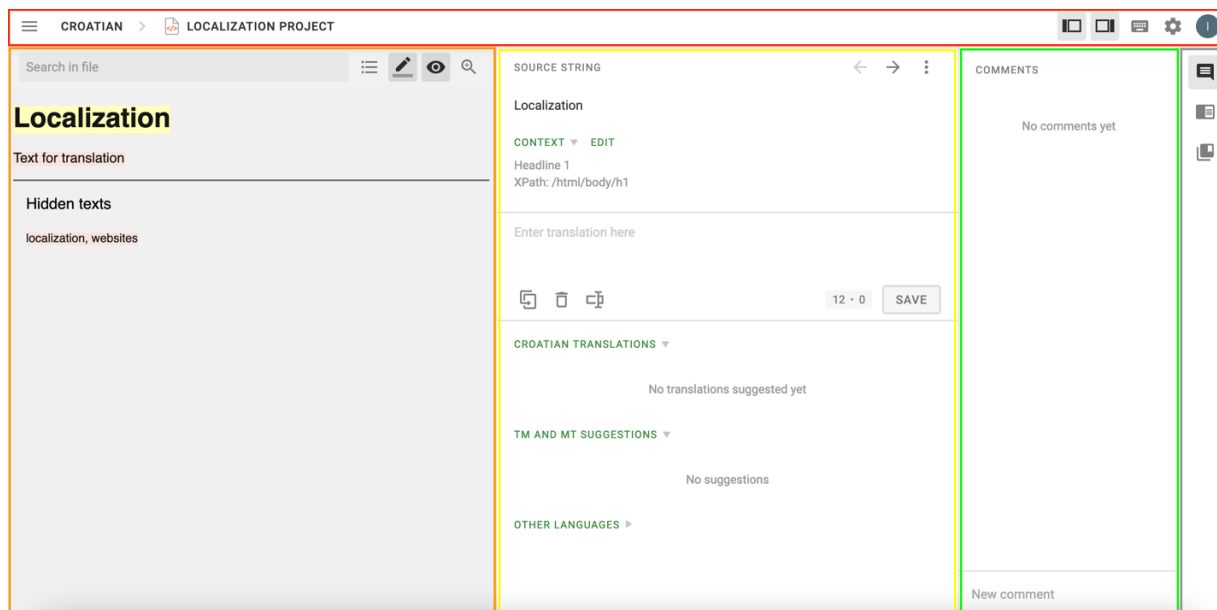 CROATIAN > LOCALIZATION PROJECT I
Search in file
Localization
Text for translation
Hidden texts
localization, websites
SOURCE STRING
Localization
CONTEXT EDIT
Headline 1
XPath: /html/body/h1
Enter translation here
12 • 0 SAVE
CROATIAN TRANSLATIONS
No translations suggested yet
TM AND MT SUGGESTIONS
No suggestions
OTHER LANGUAGES
COMMENTS
No comments yet
New comment